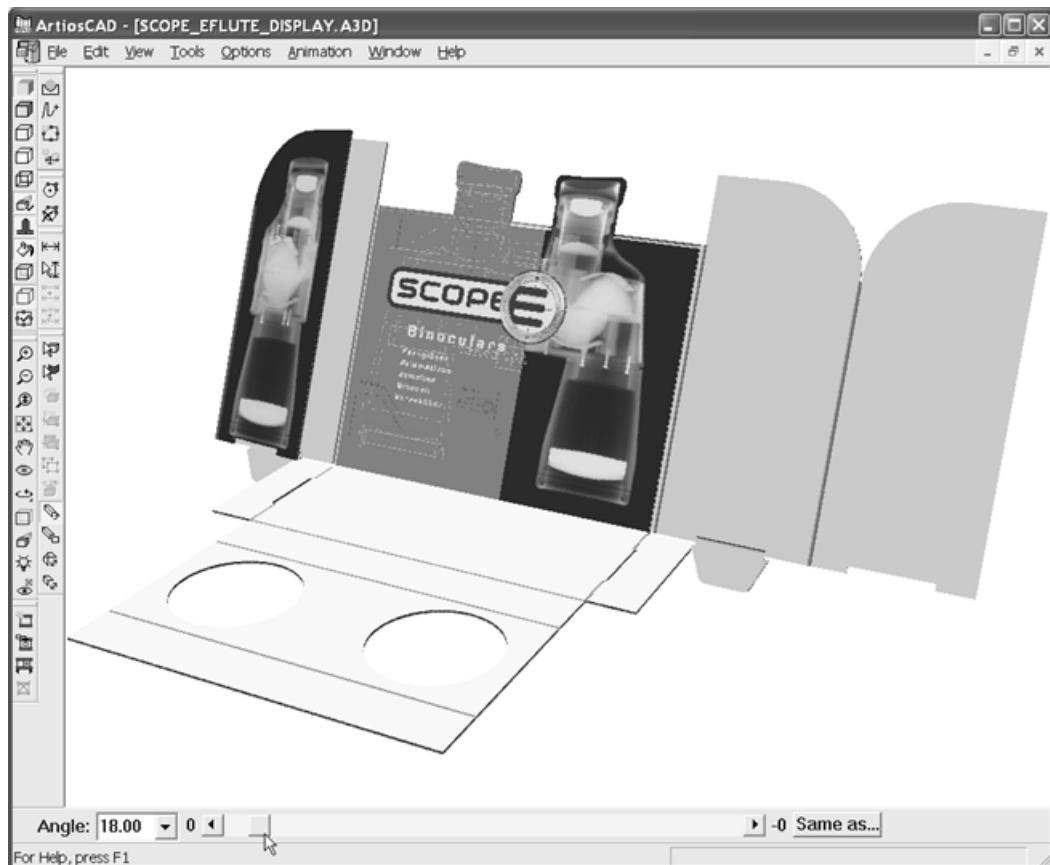 ArtiosCAD - [SCOPE_EFLUTE_DISPLAY.A3D]
File Edit View Tools Options Animation Window Help
SCOPE
Binoculars
Angle: 18.00 0 -0 Same as...
For Help, press F1